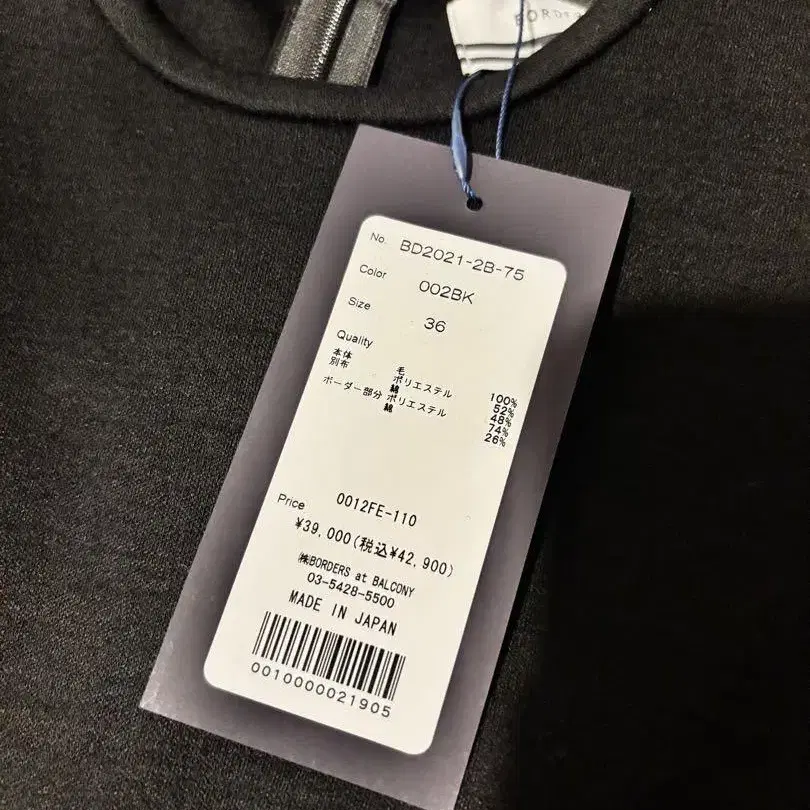 BORDERS
No. BD2021-2B-75
Color 002BK
Size 36
Quality
本体 毛 100%
別布 ポリエステル 52%
綿 48%
ボーダー部分 ポリエステル 74%
綿 26%
0012FE-110
Price ¥39,000(税込¥42,900)
㈱BORDERS at BALCONY
03-5428-5500
MADE IN JAPAN
0010000021905